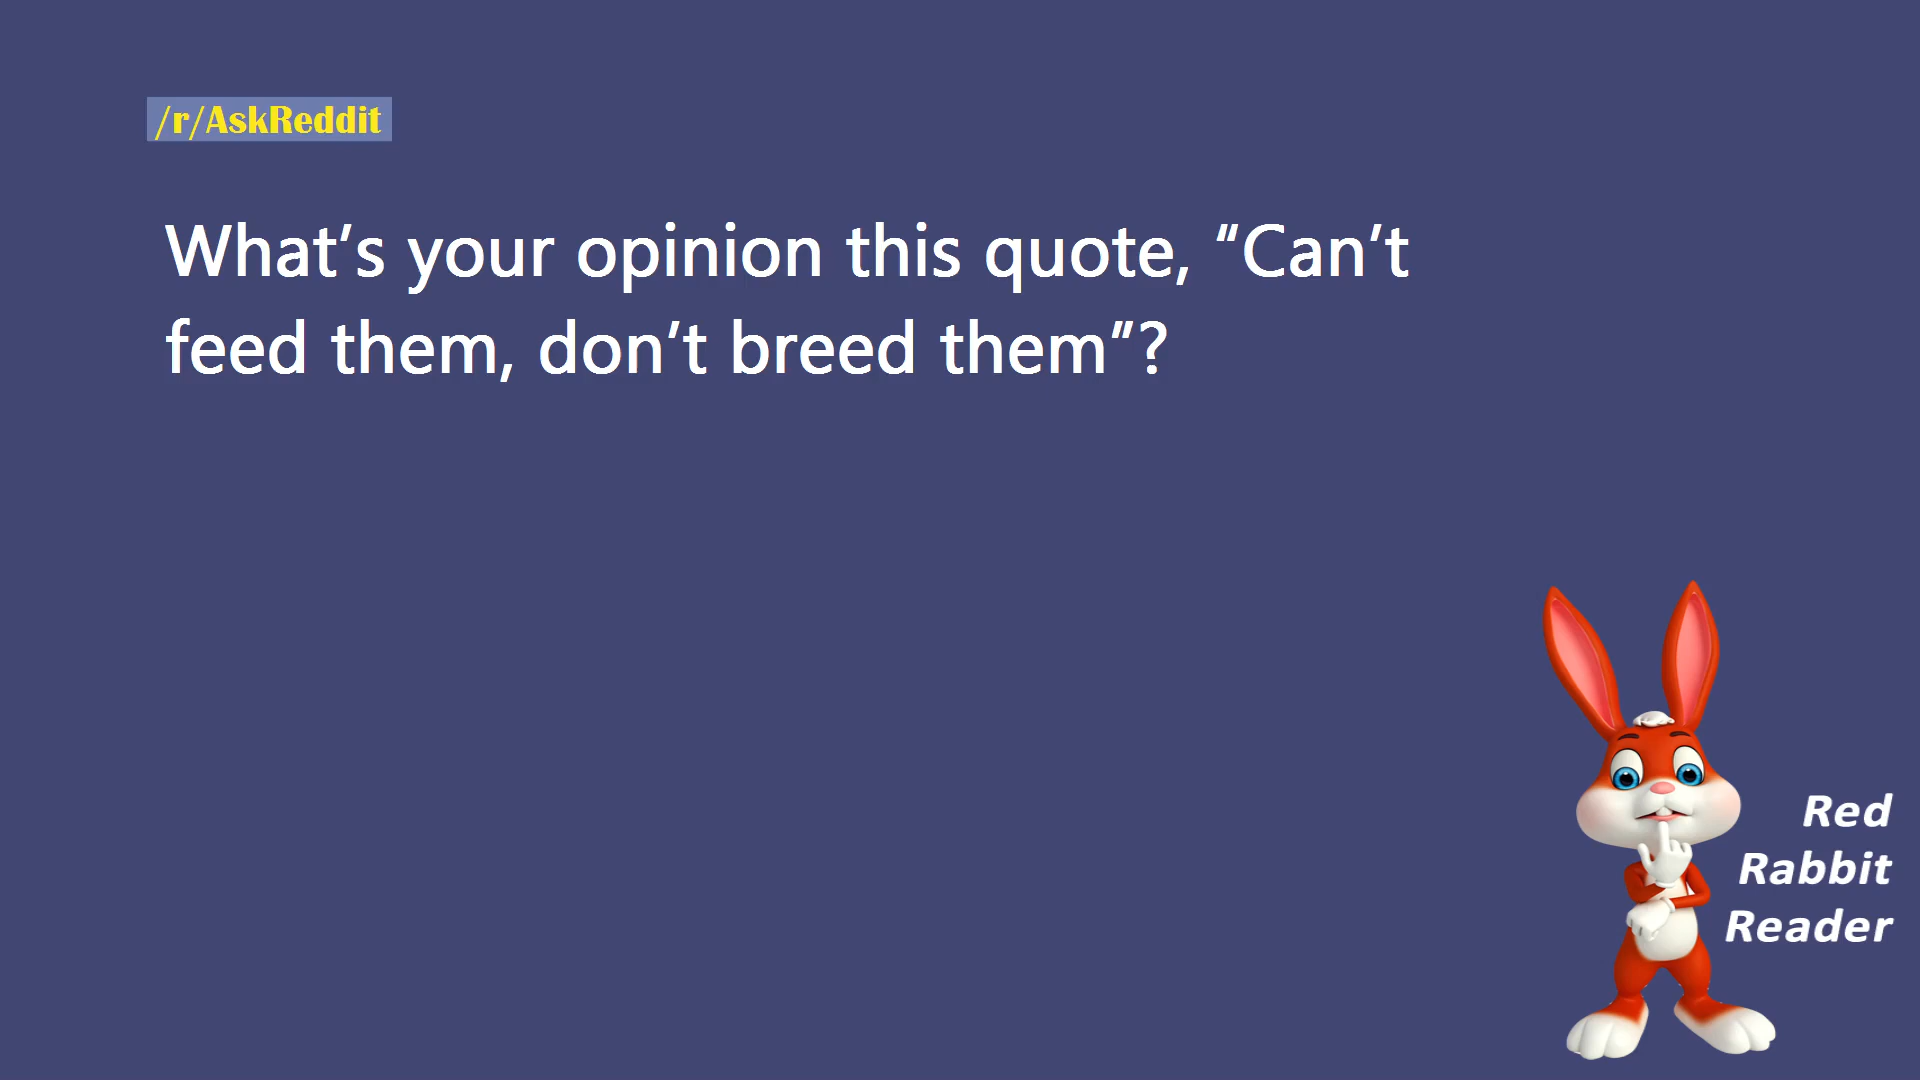 /r/AskReddit
What’s your opinion this quote, “Can’t
feed them, don’t breed them”?
Red
Rabbit
Reader